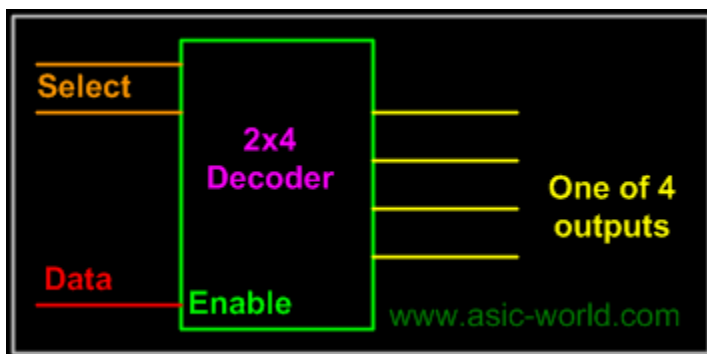 Select
2x4
Decoder
One of 4
outputs
Data
Enable
www.asic-world.com